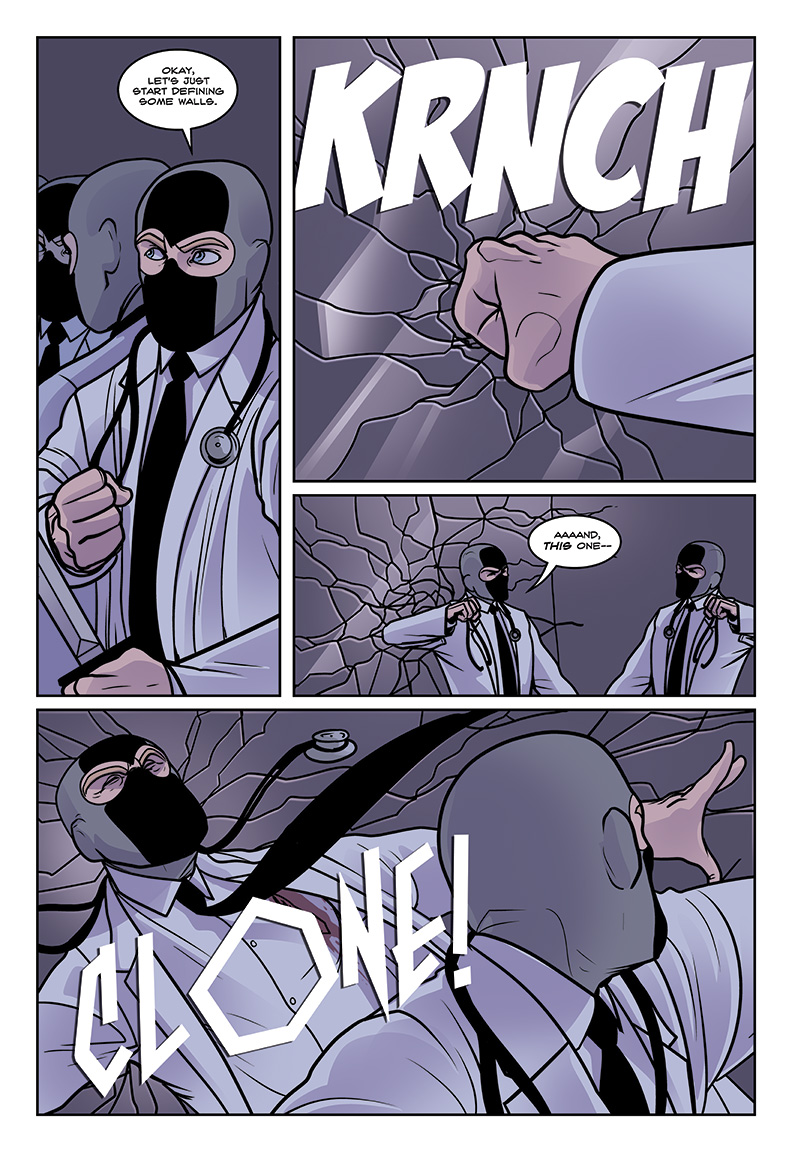 OKAY,
LET'S JUST
START DEFINING
SOME WALLS.
KRNCH
AAAAND,
THIS ONE--
CLONE!